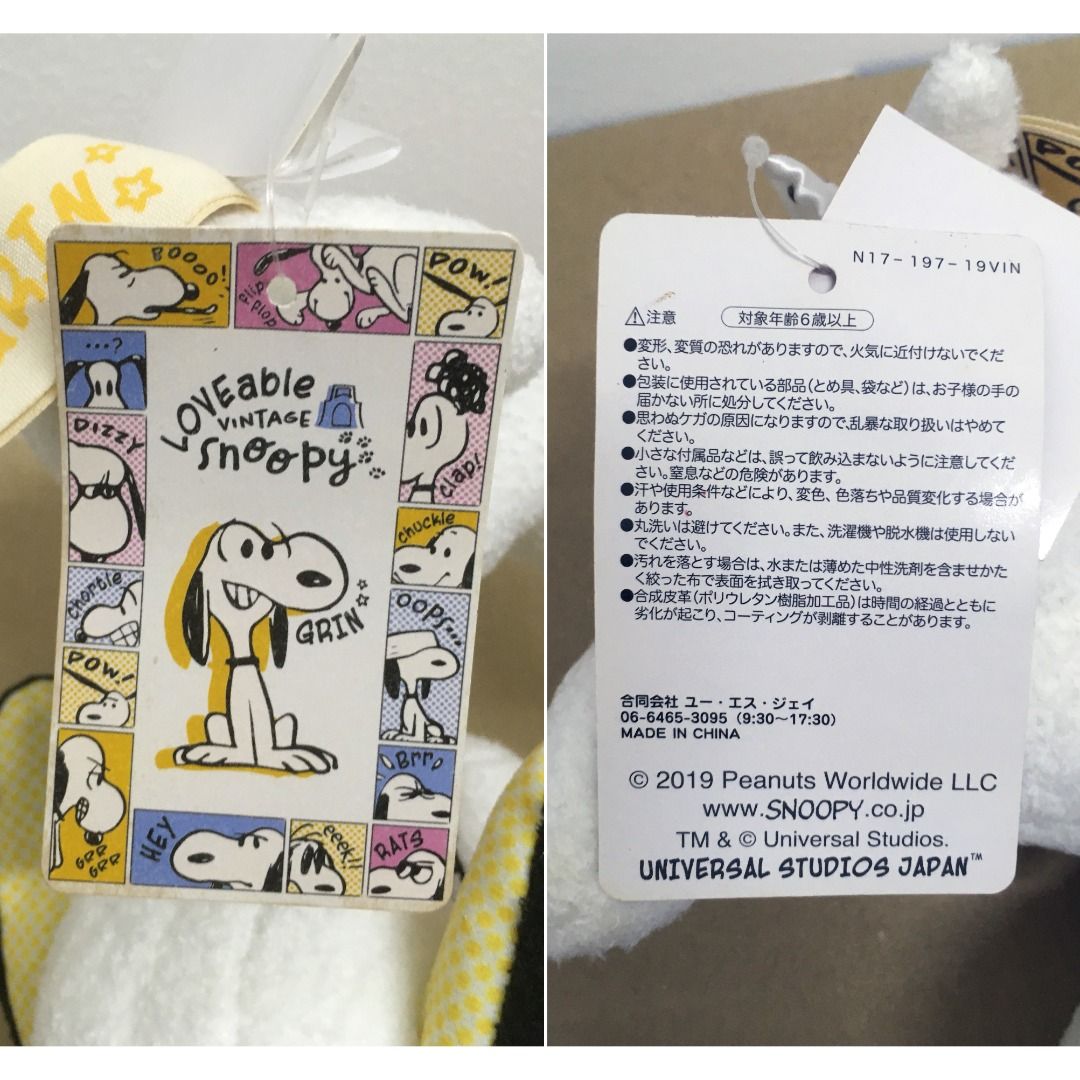 RIN
BOOOO!
flip
flop
POW!
...?
LOVEable
VINTAGE
Snoopy
DIZZY
clap!
chuckle
chortle
GRIN
OOPS...
POW!
Brr
GRR
GRR
GRR
HEY
eeek!!
RATS
N17-197-19VIN
⚠注意 対象年齢6歳以上
●変形、変質の恐れがありますので、火気に近付けないでくだ
さい。
●包装に使用されている部品(とめ具、袋など)は、お子様の手の
届かない所に処分してください。
●思わぬケガの原因になりますので、乱暴な取り扱いはやめて
ください。
●小さな付属品などは、誤って飲み込まないように注意してくだ
さい。窒息などの危険があります。
●汗や使用条件などにより、変色、色落ちや品質変化する場合が
あります。
●丸洗いは避けてください。また、洗濯機や脱水機は使用しない
でください。
●汚れを落とす場合は、水または薄めた中性洗剤を含ませかた
く絞った布で表面を拭き取ってください。
●合成皮革(ポリウレタン樹脂加工品)は時間の経過とともに
劣化が起こり、コーティングが剥離することがあります。
合同会社 ユー・エス・ジェイ
06-6465-3095(9:30~17:30)
MADE IN CHINA
© 2019 Peanuts Worldwide LLC
www.SNOOPY.co.jp
TM & © Universal Studios.
UNIVERSAL STUDIOS JAPAN™